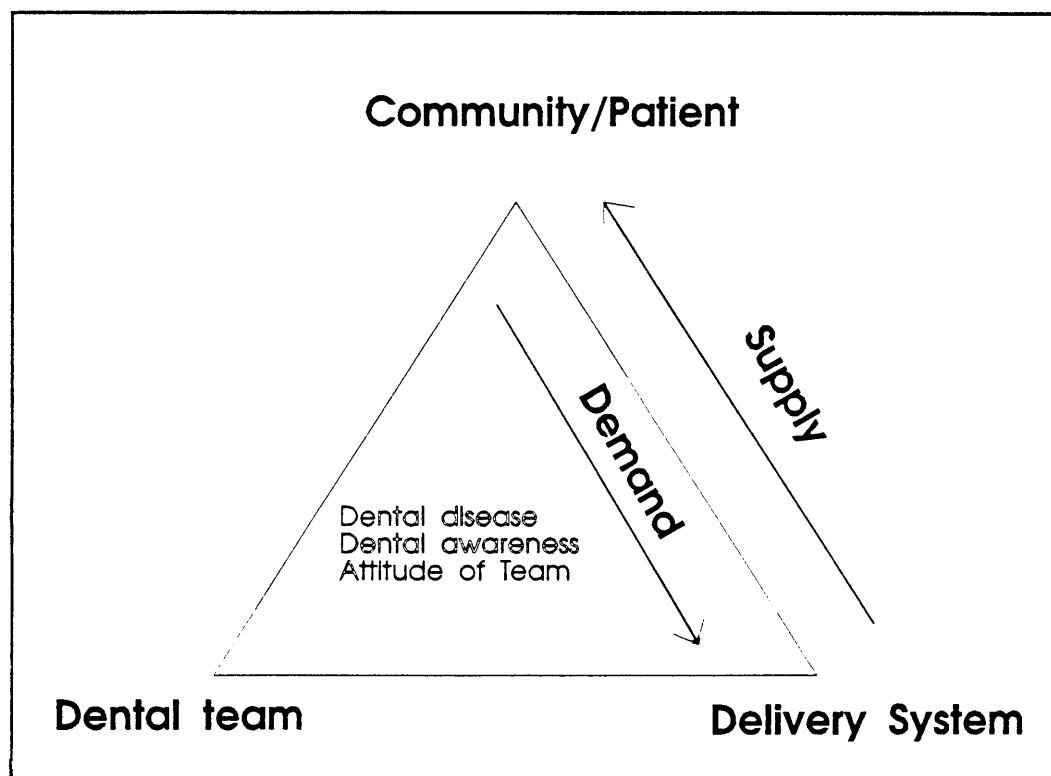 Community/Patient
Supply
Demand
Dental disease
Dental awareness
Attitude of Team
Dental team
Delivery System